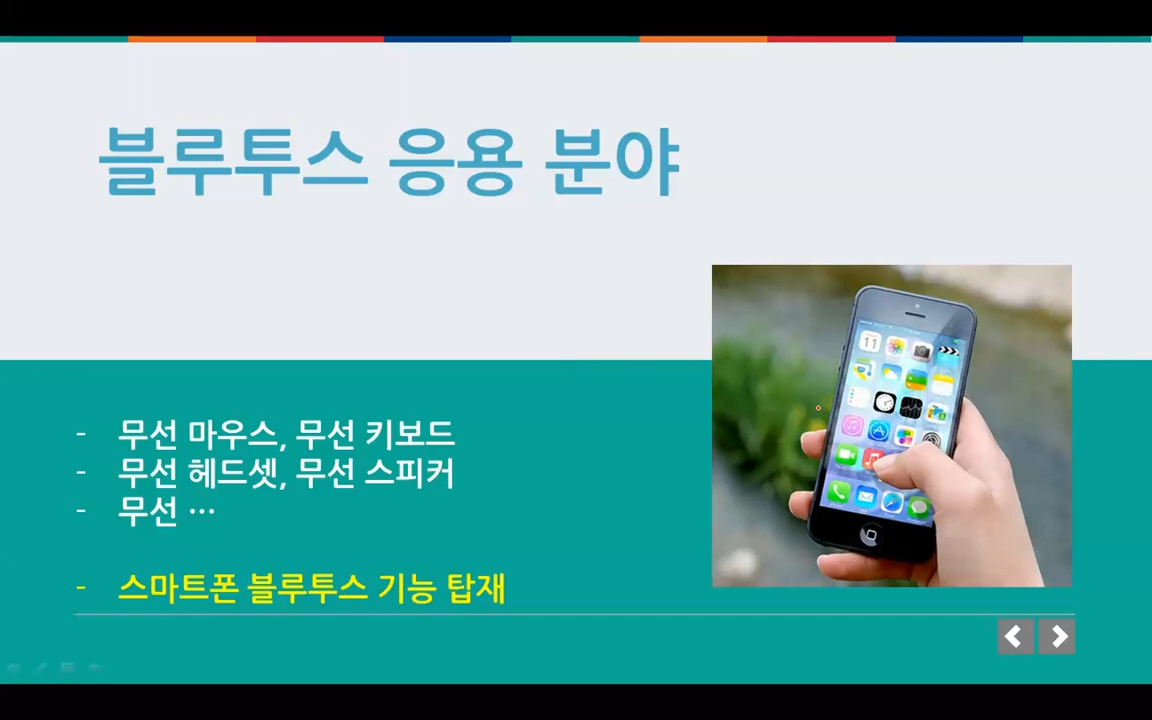 블루투스 응용 분야
- 무선 마우스, 무선 키보드
- 무선 헤드셋, 무선 스피커
- 무선 …
- 스마트폰 블루투스 기능 탑재
11